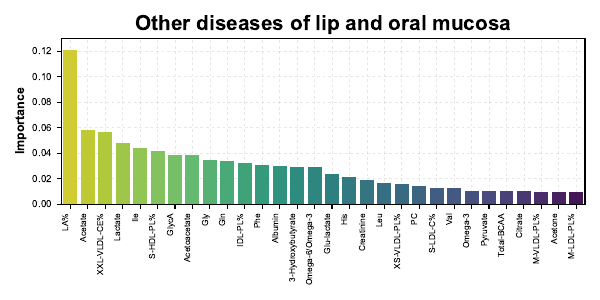 Other diseases of lip and oral mucosa
Importance
0.12
0.10
0.08
0.06
0.04
0.02
0.00
LA%
Acetate
XXL-VLDL-CE%
Lactate
Ile
S-HDL-PL%
GlycA
Acetoacetate
Gly
Gln
IDL-PL%
Phe
Albumin
3-Hydroxybutyrate
Omega-6/Omega-3
Glu-lactate
His
Creatinine
Leu
XS-VLDL-PL%
PC
S-LDL-C%
Val
Omega-3
Pyruvate
Total-BCAA
Citrate
M-VLDL-PL%
Acetone
M-LDL-PL%